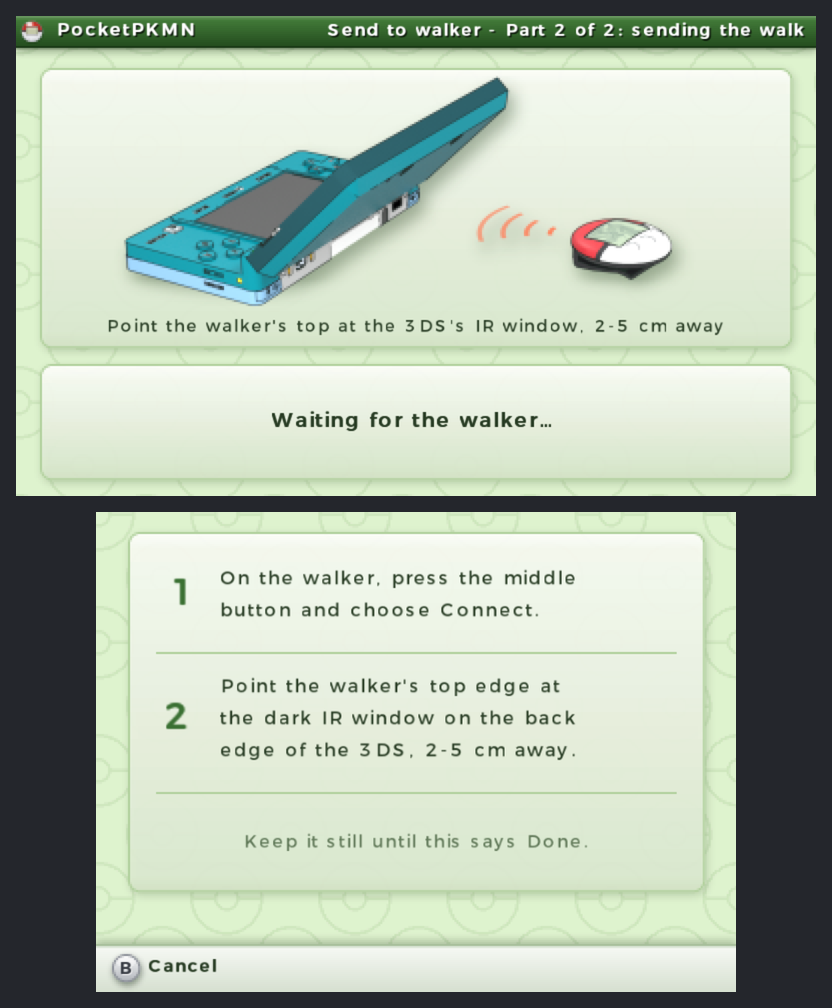 PocketPKMN
Send to walker - Part 2 of 2: sending the walk
Point the walker's top at the 3DS's IR window, 2-5 cm away
Waiting for the walker…
1
On the walker, press the middle
button and choose Connect.
2
Point the walker's top edge at
the dark IR window on the back
edge of the 3DS, 2-5 cm away.
Keep it still until this says Done.
B Cancel